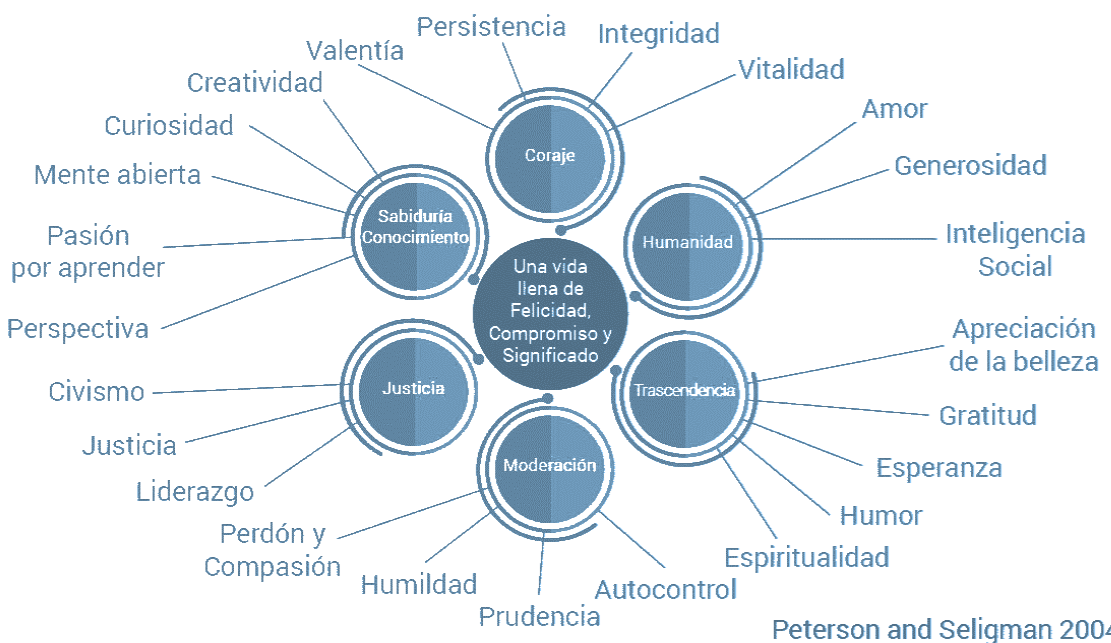 Persistencia
Integridad
Valentía
Vitalidad
Creatividad
Amor
Curiosidad
Coraje
Generosidad
Mente abierta
Sabiduría
Conocimiento
Humanidad
Inteligencia
Social
Pasión
por aprender
Una vida
llena de
Felicidad,
Compromiso y
Significado
Perspectiva
Apreciación
de la belleza
Civismo
Justicia
Trascendencia
Gratitud
Justicia
Moderación
Esperanza
Liderazgo
Humor
Perdón y
Compasión
Espiritualidad
Humildad
Autocontrol
Prudencia
Peterson and Seligman 2004